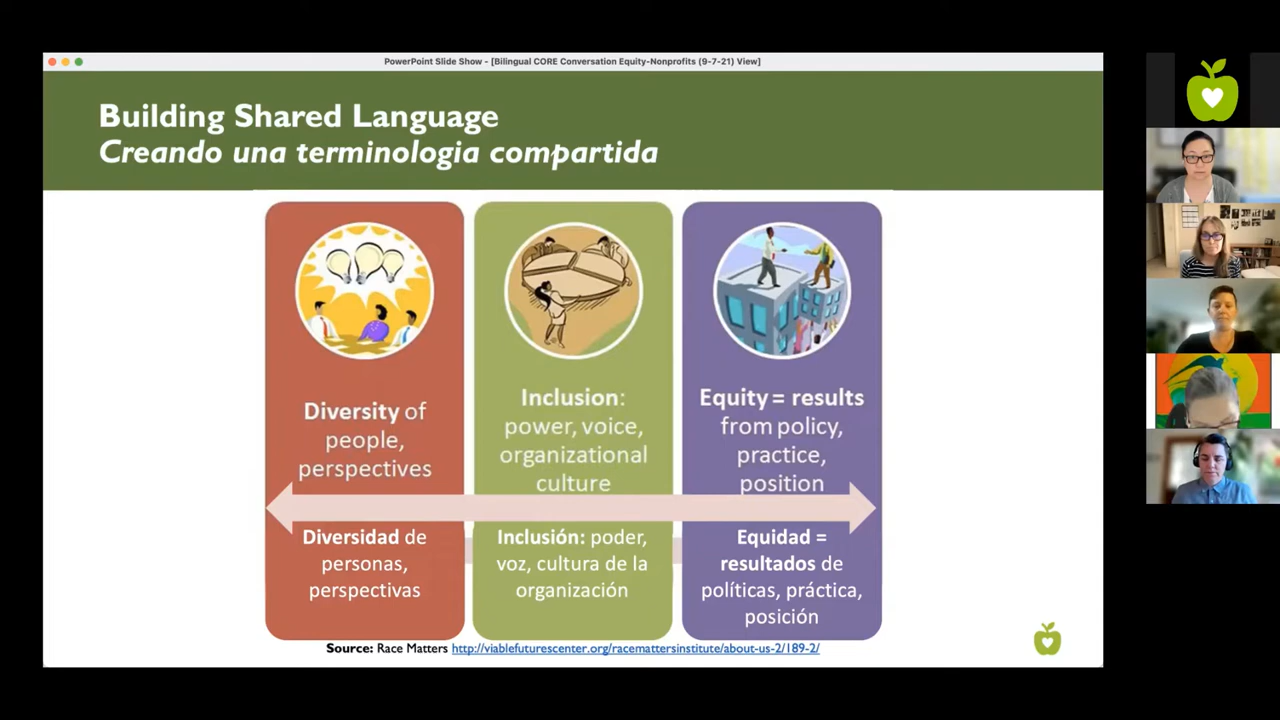 PowerPoint Slide Show - [Bilingual CORE Conversation Equity-Nonprofits (9-7-21) View]
Building Shared Language
Creando una terminologia compartida
Diversity of
people,
perspectives
Inclusion:
power, voice,
organizational
culture
Equity = results
from policy,
practice,
position
Diversidad de
personas,
perspectivas
Inclusión: poder,
voz, cultura de la
organización
Equidad =
resultados de
políticas, práctica,
posición
Source: Race Matters http://viablefuturescenter.org/racemattersinstitute/about-us-2/189-2/